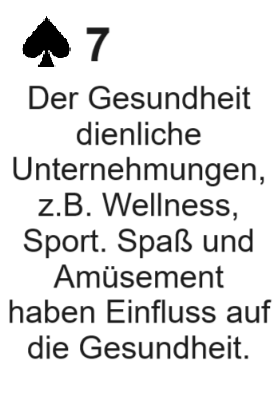 ♠ 7
Der Gesundheit
dienliche
Unternehmungen,
z.B. Wellness,
Sport. Spaß und
Amüsement
haben Einfluss auf
die Gesundheit.